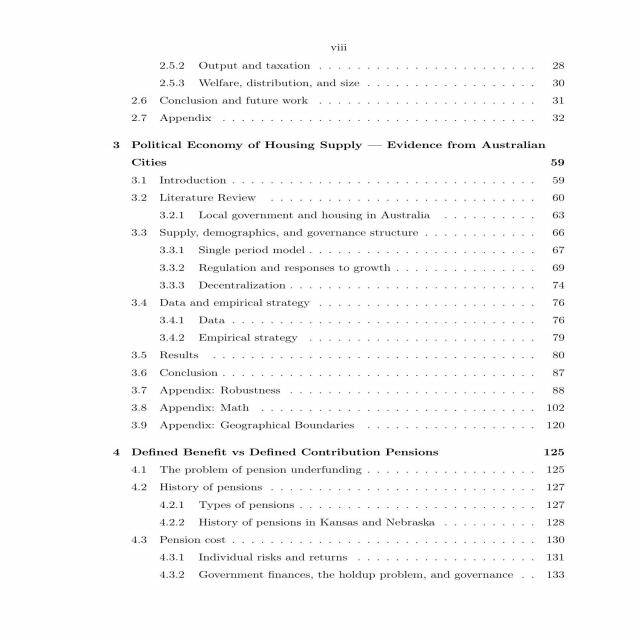 viii
2.5.2 Output and taxation . . . . . . . . . . . . . . . . . . . . . . . 28
2.5.3 Welfare, distribution, and size . . . . . . . . . . . . . . . . . . 30
2.6 Conclusion and future work . . . . . . . . . . . . . . . . . . . . . . . 31
2.7 Appendix . . . . . . . . . . . . . . . . . . . . . . . . . . . . . . . . . 32
3 Political Economy of Housing Supply — Evidence from Australian
Cities 59
3.1 Introduction . . . . . . . . . . . . . . . . . . . . . . . . . . . . . . . . 59
3.2 Literature Review . . . . . . . . . . . . . . . . . . . . . . . . . . . . 60
3.2.1 Local government and housing in Australia . . . . . . . . . . 63
3.3 Supply, demographics, and governance structure . . . . . . . . . . . . 66
3.3.1 Single period model . . . . . . . . . . . . . . . . . . . . . . . . 67
3.3.2 Regulation and responses to growth . . . . . . . . . . . . . . . 69
3.3.3 Decentralization . . . . . . . . . . . . . . . . . . . . . . . . . . 74
3.4 Data and empirical strategy . . . . . . . . . . . . . . . . . . . . . . . 76
3.4.1 Data . . . . . . . . . . . . . . . . . . . . . . . . . . . . . . . . 76
3.4.2 Empirical strategy . . . . . . . . . . . . . . . . . . . . . . . . 79
3.5 Results . . . . . . . . . . . . . . . . . . . . . . . . . . . . . . . . . . 80
3.6 Conclusion . . . . . . . . . . . . . . . . . . . . . . . . . . . . . . . . . 87
3.7 Appendix: Robustness . . . . . . . . . . . . . . . . . . . . . . . . . . 88
3.8 Appendix: Math . . . . . . . . . . . . . . . . . . . . . . . . . . . . . 102
3.9 Appendix: Geographical Boundaries . . . . . . . . . . . . . . . . . . 120
4 Defined Benefit vs Defined Contribution Pensions 125
4.1 The problem of pension underfunding . . . . . . . . . . . . . . . . . . 125
4.2 History of pensions . . . . . . . . . . . . . . . . . . . . . . . . . . . . 127
4.2.1 Types of pensions . . . . . . . . . . . . . . . . . . . . . . . . . 127
4.2.2 History of pensions in Kansas and Nebraska . . . . . . . . . . 128
4.3 Pension cost . . . . . . . . . . . . . . . . . . . . . . . . . . . . . . . . 130
4.3.1 Individual risks and returns . . . . . . . . . . . . . . . . . . . 131
4.3.2 Government finances, the holdup problem, and governance . . 133